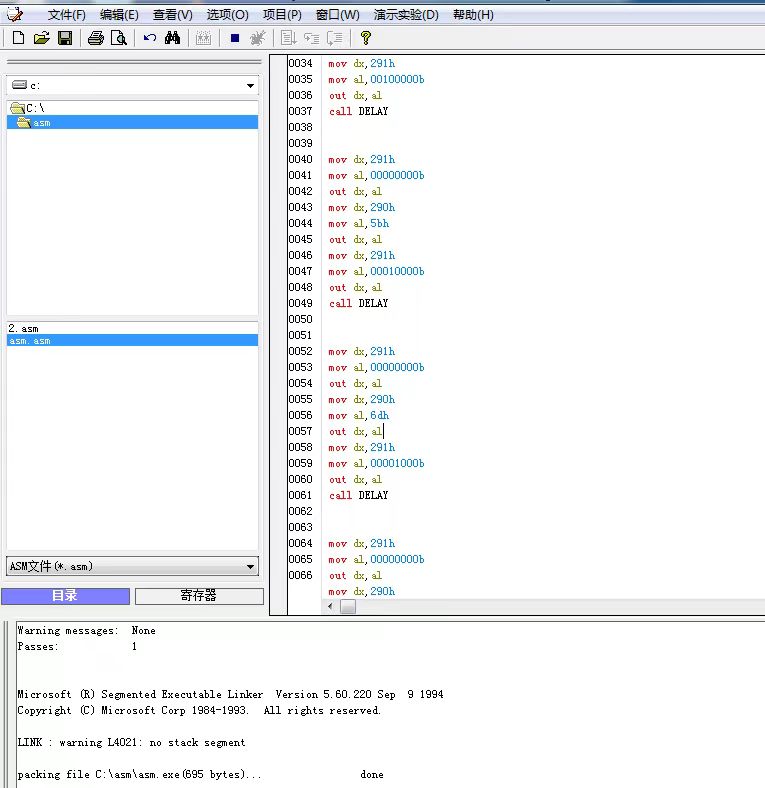 文件(F) 编辑(E) 查看(V) 选项(O) 项目(P) 窗口(W) 演示实验(D) 帮助(H)
c:
C:\
asm
2.asm
asm.asm
ASM文件(*.asm)
目录 寄存器
0034 mov dx,291h
0035 mov al,00100000b
0036 out dx,al
0037 call DELAY
0038
0039
0040 mov dx,291h
0041 mov al,00000000b
0042 out dx,al
0043 mov dx,290h
0044 mov al,5bh
0045 out dx,al
0046 mov dx,291h
0047 mov al,00010000b
0048 out dx,al
0049 call DELAY
0050
0051
0052 mov dx,291h
0053 mov al,00000000b
0054 out dx,al
0055 mov dx,290h
0056 mov al,6dh
0057 out dx,al
0058 mov dx,291h
0059 mov al,00001000b
0060 out dx,al
0061 call DELAY
0062
0063
0064 mov dx,291h
0065 mov al,00000000b
0066 out dx,al
mov dx,290h
Warning messages: None
Passes: 1
Microsoft (R) Segmented Executable Linker Version 5.60.220 Sep 9 1994
Copyright (C) Microsoft Corp 1984-1993. All rights reserved.
LINK : warning L4021: no stack segment
packing file C:\asm\asm.exe(695 bytes)... done